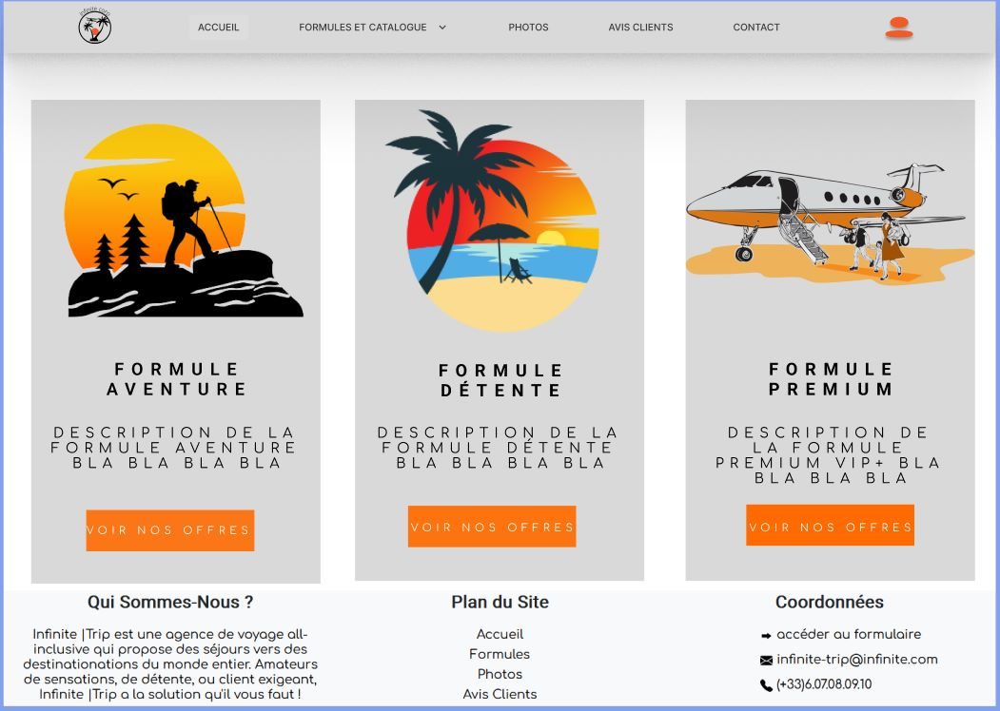 infinite corp
ACCUEIL
FORMULES ET CATALOGUE
PHOTOS
AVIS CLIENTS
CONTACT
FORMULE
AVENTURE
DESCRIPTION DE LA
FORMULE AVENTURE
BLA BLA BLA BLA
VOIR NOS OFFRES
FORMULE
DÉTENTE
DESCRIPTION DE LA
FORMULE DÉTENTE
BLA BLA BLA BLA
VOIR NOS OFFRES
FORMULE
PREMIUM
DESCRIPTION DE
LA FORMULE
PREMIUM VIP+ BLA
BLA BLA BLA
VOIR NOS OFFRES
Qui Sommes-Nous ?
Infinite |Trip est une agence de voyage all-
inclusive qui propose des séjours vers des
destinationations du monde entier. Amateurs
de sensations, de détente, ou client exigeant,
Infinite |Trip a la solution qu'il vous faut !
Plan du Site
Accueil
Formules
Photos
Avis Clients
Coordonnées
accéder au formulaire
infinite-trip@infinite.com
(+33)6.07.08.09.10